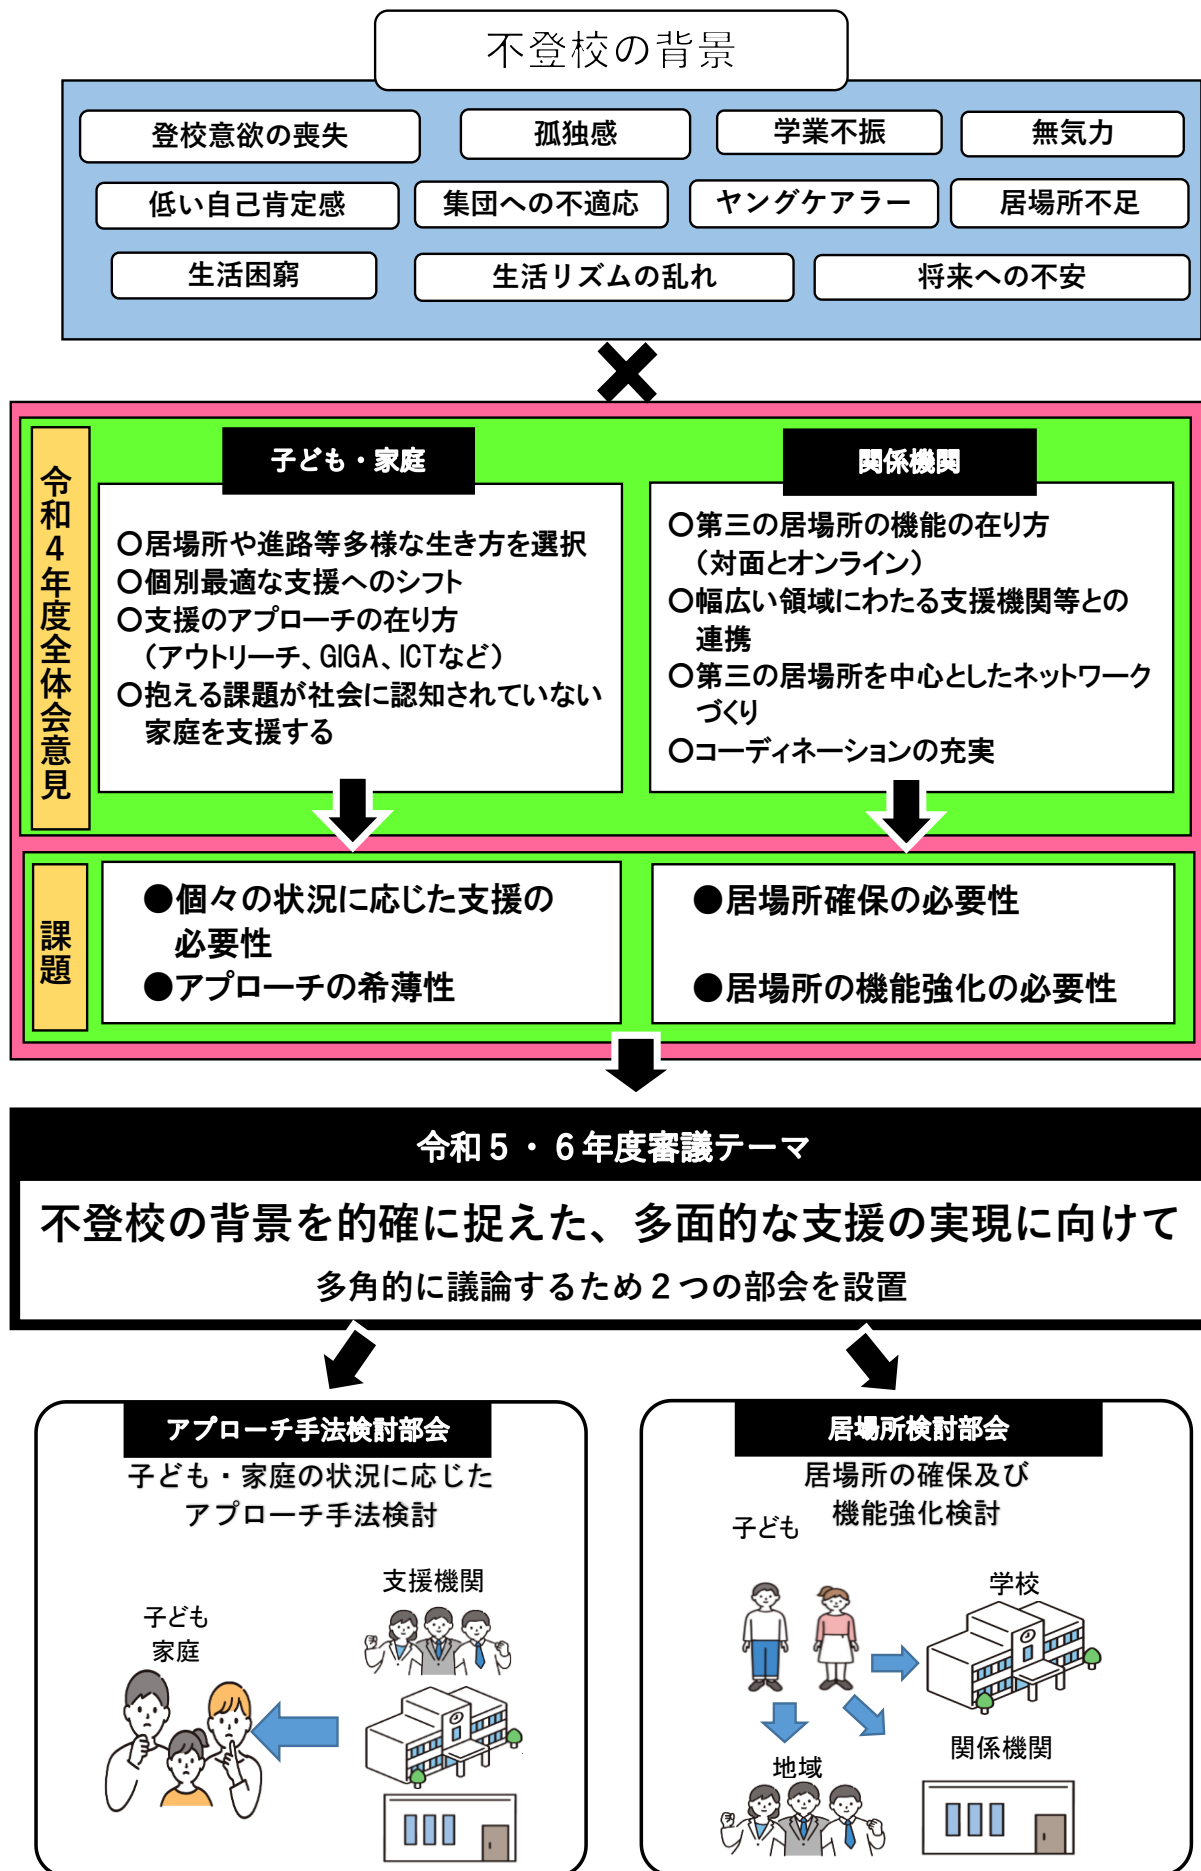 不登校の背景
登校意欲の喪失
孤独感
学業不振
無気力
低い自己肯定感
集団への不適応
ヤングケアラー
居場所不足
生活困窮
生活リズムの乱れ
将来への不安
令和４年度全体会意見
子ども・家庭
〇居場所や進路等多様な生き方を選択
〇個別最適な支援へのシフト
〇支援のアプローチの在り方
（アウトリーチ、GIGA、ICTなど）
〇抱える課題が社会に認知されていない
家庭を支援する
関係機関
〇第三の居場所の機能の在り方
（対面とオンライン）
〇幅広い領域にわたる支援機関等との
連携
〇第三の居場所を中心としたネットワーク
づくり
〇コーディネーションの充実
課題
●個々の状況に応じた支援の
必要性
●アプローチの希薄性
●居場所確保の必要性
●居場所の機能強化の必要性
令和５・６年度審議テーマ
不登校の背景を的確に捉えた、多面的な支援の実現に向けて
多角的に議論するため２つの部会を設置
アプローチ手法検討部会
子ども・家庭の状況に応じた
アプローチ手法検討
支援機関
子ども
家庭
居場所検討部会
居場所の確保及び
機能強化検討
子ども
学校
関係機関
地域